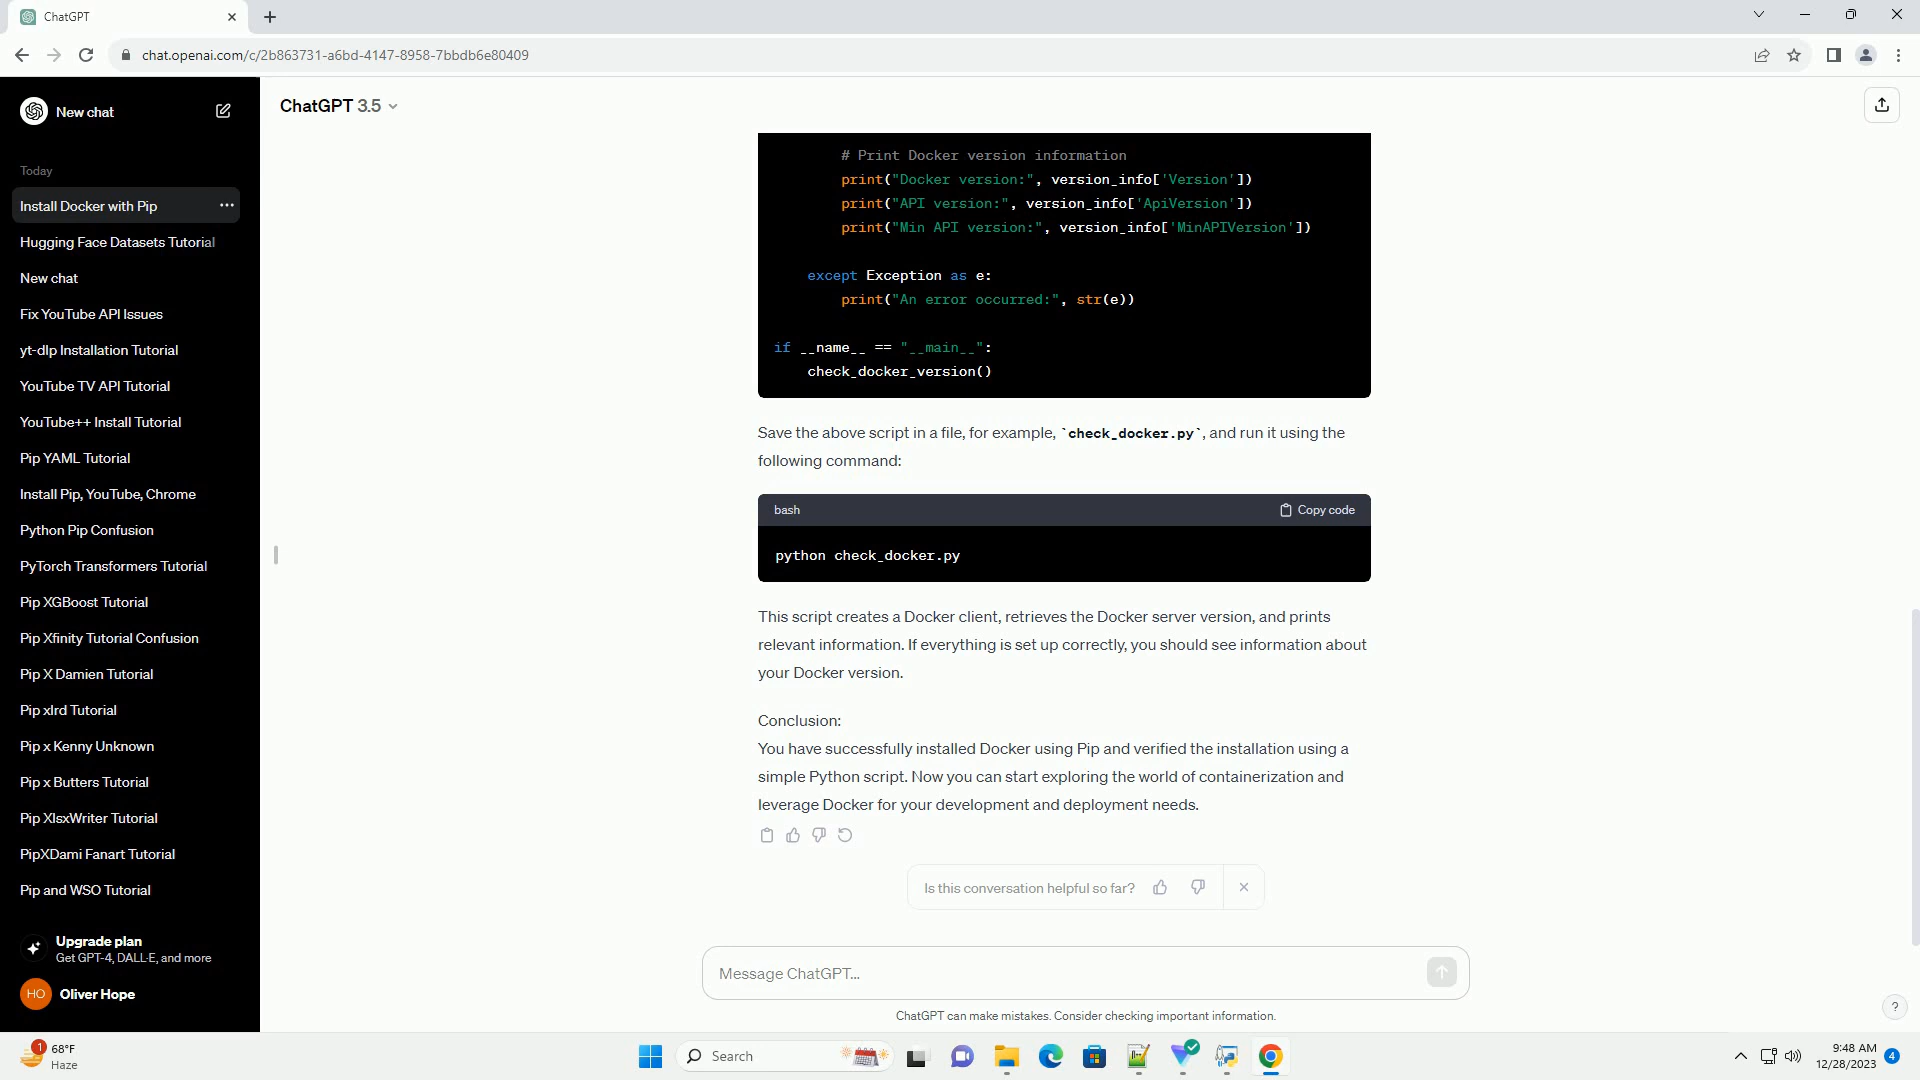 ChatGPT
chat.openai.com/c/2b863731-a6bd-4147-8958-7bbdb6e80409
New chat
Today
Install Docker with Pip
Hugging Face Datasets Tutorial
New chat
Fix YouTube API Issues
yt-dlp Installation Tutorial
YouTube TV API Tutorial
YouTube++ Install Tutorial
Pip YAML Tutorial
Install Pip, YouTube, Chrome
Python Pip Confusion
PyTorch Transformers Tutorial
Pip XGBoost Tutorial
Pip Xfinity Tutorial Confusion
Pip X Damien Tutorial
Pip xlrd Tutorial
Pip x Kenny Unknown
Pip x Butters Tutorial
Pip XlsxWriter Tutorial
PipXDami Fanart Tutorial
Pip and WSO Tutorial
Upgrade plan
Get GPT-4, DALL·E, and more
HO
Oliver Hope
ChatGPT 3.5
# Print Docker version information
print("Docker version:", version_info['Version'])
print("API version:", version_info['ApiVersion'])
print("Min API version:", version_info['MinAPIVersion'])
except Exception as e:
print("An error occurred:", str(e))
if __name__ == "__main__":
check_docker_version()
Save the above script in a file, for example, `check_docker.py`, and run it using the
following command:
bash
Copy code
python check_docker.py
This script creates a Docker client, retrieves the Docker server version, and prints
relevant information. If everything is set up correctly, you should see information about
your Docker version.
Conclusion:
You have successfully installed Docker using Pip and verified the installation using a
simple Python script. Now you can start exploring the world of containerization and
leverage Docker for your development and deployment needs.
Is this conversation helpful so far?
Message ChatGPT...
ChatGPT can make mistakes. Consider checking important information.
?
1
68°F
Haze
Search
9:48 AM
12/28/2023
4